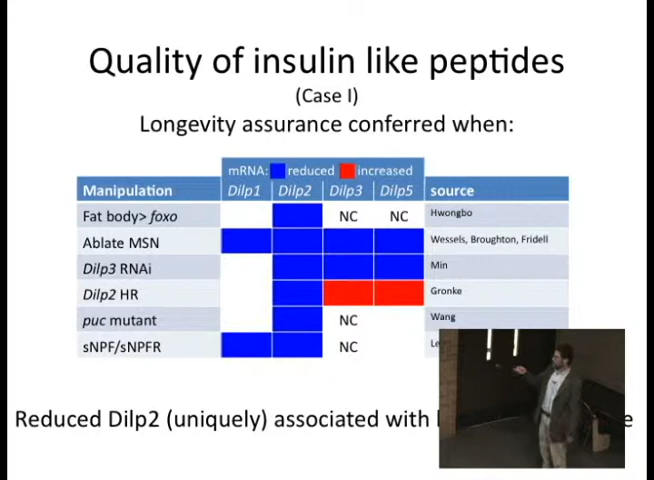 Quality of insulin like peptides
(Case I)
Longevity assurance conferred when:
mRNA: reduced increased
Manipulation Dilp1 Dilp2 Dilp3 Dilp5 source
Fat body> foxo NC NC Hwongbo
Ablate MSN Wessels, Broughton, Fridell
Dilp3 RNAi Min
Dilp2 HR Gronke
puc mutant NC Wang
sNPF/sNPFR NC
Reduced Dilp2 (uniquely) associated with